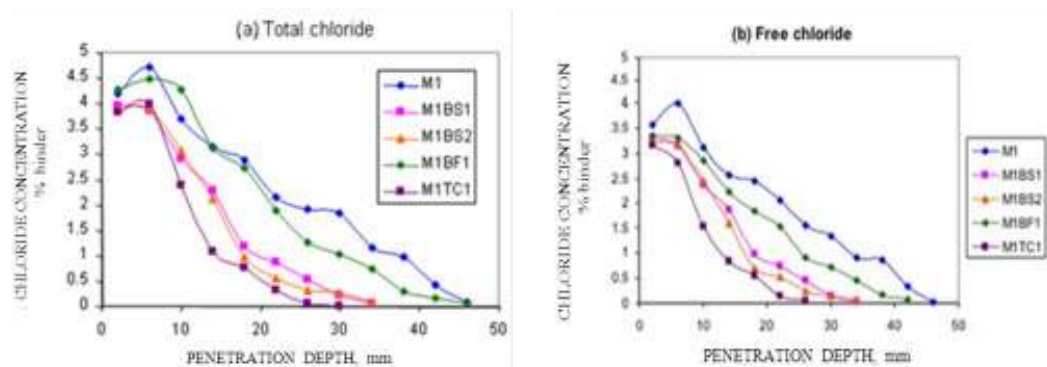 (a) Total chloride
. CHLORIDE CONCENTRATION
% binder
5
4.5
4
3.5
3
2.5
2
1.5
1
0.5
0
M1
M1BS1
M1BS2
M1BF1
M1TC1
0 10 20 30 40 50
PENETRATION DEPTH, mm
(b) Free chloride
CHLORIDE CONCENTRATION
% binder
5
4.5
4
3.5
3
2.5
2
1.5
1
0.5
0
M1
M1BS1
M1BS2
M1BF1
M1TC1
0 10 20 30 40 50
PENETRATION DEPTH, mm